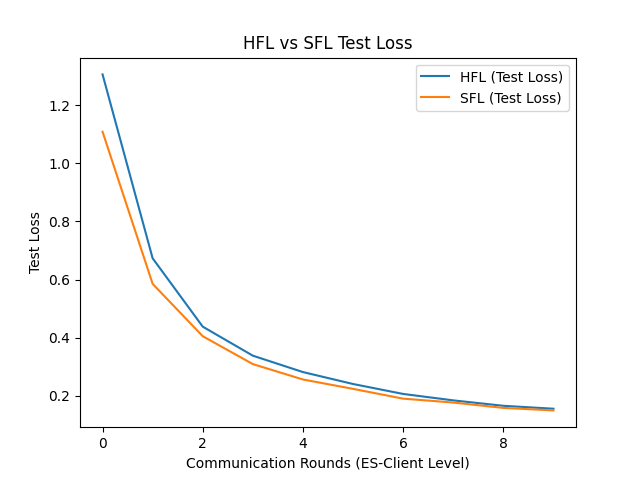 HFL vs SFL Test Loss
HFL (Test Loss)
SFL (Test Loss)
Test Loss
1.2
1.0
0.8
0.6
0.4
0.2
0 2 4 6 8
Communication Rounds (ES-Client Level)